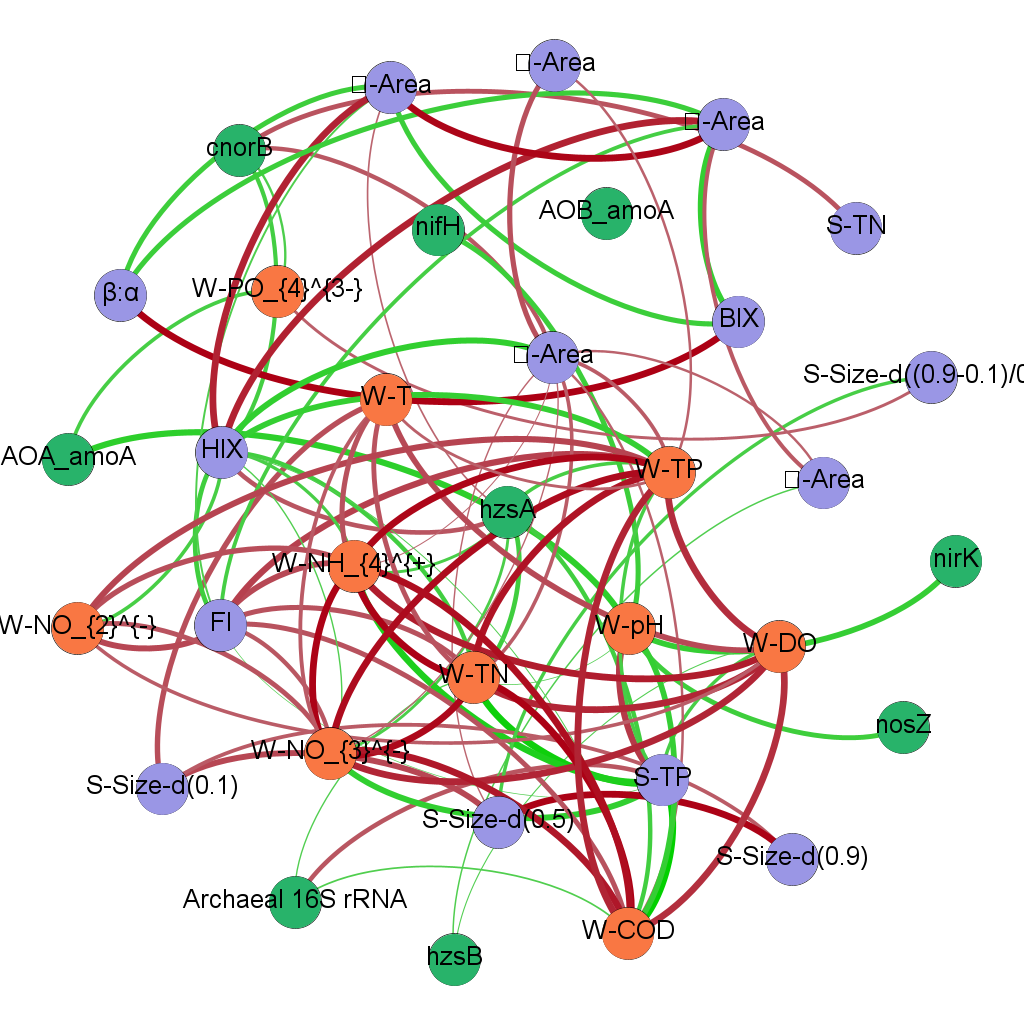 □-Area
□-Area
□-Area
cnorB
AOB_amoA
nifH
S-TN
W-PO_{4}^{3-}
β:α
BIX
□-Area
S-Size-d((0.9-0.1)/0
W-T
HIX
AOA_amoA
W-TP
□-Area
hzsA
nirK
W-NH_{4}^{+}
W-NO_{2}^{-}
FI
W-pH
W-DO
W-TN
nosZ
W-NO_{3}^{-}
S-TP
S-Size-d(0.1)
S-Size-d(0.5)
S-Size-d(0.9)
Archaeal 16S rRNA
W-COD
hzsB